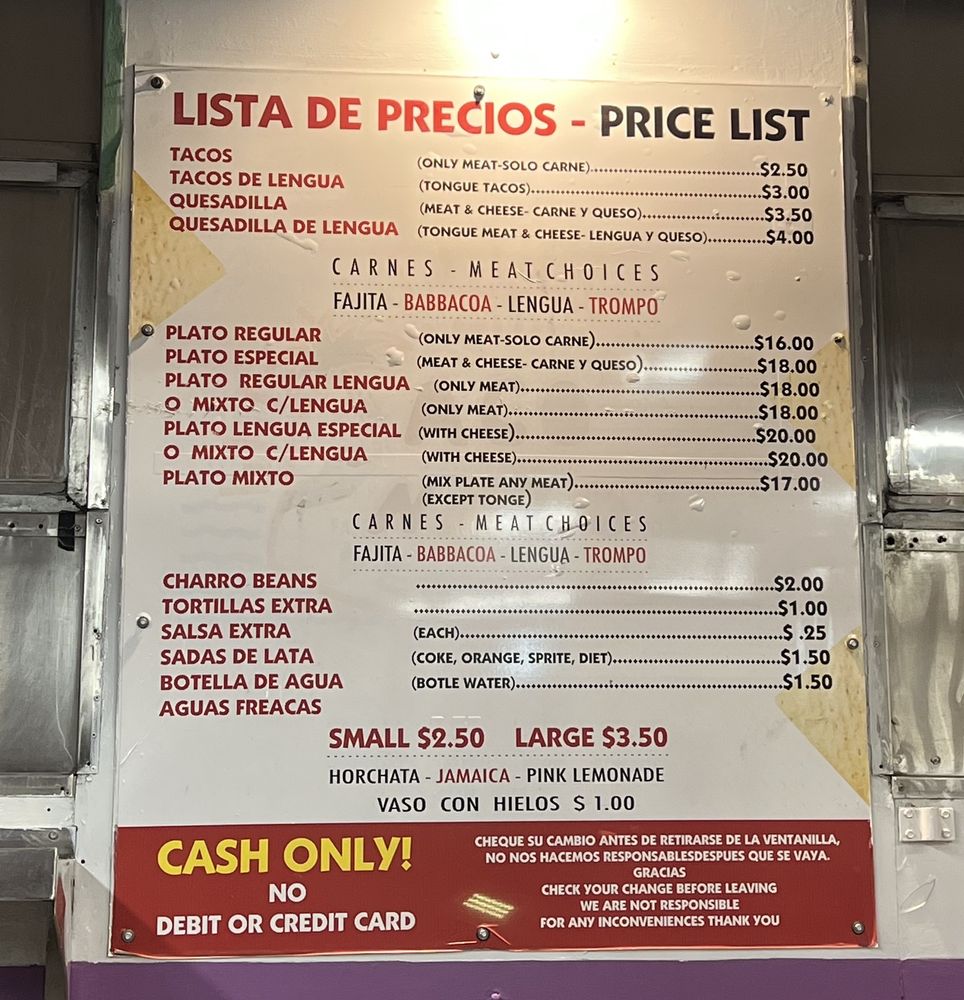 LISTA DE PRECIOS - PRICE LIST
TACOS (ONLY MEAT-SOLO CARNE)............$2.50
TACOS DE LENGUA (TONGUE TACOS)............$3.00
QUESADILLA (MEAT & CHEESE- CARNE Y QUESO)............$3.50
QUESADILLA DE LENGUA (TONGUE MEAT & CHEESE- LENGUA Y QUESO)............$4.00
CARNES - MEAT CHOICES
FAJITA - BABBACOA - LENGUA - TROMPO
PLATO REGULAR (ONLY MEAT-SOLO CARNE)............$16.00
PLATO ESPECIAL (MEAT & CHEESE- CARNE Y QUESO)............$18.00
PLATO REGULAR LENGUA (ONLY MEAT)............$18.00
O MIXTO C/LENGUA (ONLY MEAT)............$18.00
PLATO LENGUA ESPECIAL (WITH CHEESE)............$20.00
O MIXTO C/LENGUA (WITH CHEESE)............$20.00
PLATO MIXTO (MIX PLATE ANY MEAT)............$17.00
(EXCEPT TONGE)
CARNES - MEAT CHOICES
FAJITA - BABBACOA - LENGUA - TROMPO
CHARRO BEANS ............$2.00
TORTILLAS EXTRA ............$1.00
SALSA EXTRA (EACH)............$ .25
SADAS DE LATA (COKE, ORANGE, SPRITE, DIET)............$1.50
BOTELLA DE AGUA (BOTLE WATER)............$1.50
AGUAS FREACAS
SMALL $2.50 LARGE $3.50
HORCHATA - JAMAICA - PINK LEMONADE
VASO CON HIELOS $ 1.00
CASH ONLY!
NO
DEBIT OR CREDIT CARD
CHEQUE SU CAMBIO ANTES DE RETIRARSE DE LA VENTANILLA,
NO NOS HACEMOS RESPONSABLESDESPUES QUE SE VAYA.
GRACIAS
CHECK YOUR CHANGE BEFORE LEAVING
WE ARE NOT RESPONSIBLE
FOR ANY INCONVENIENCES THANK YOU